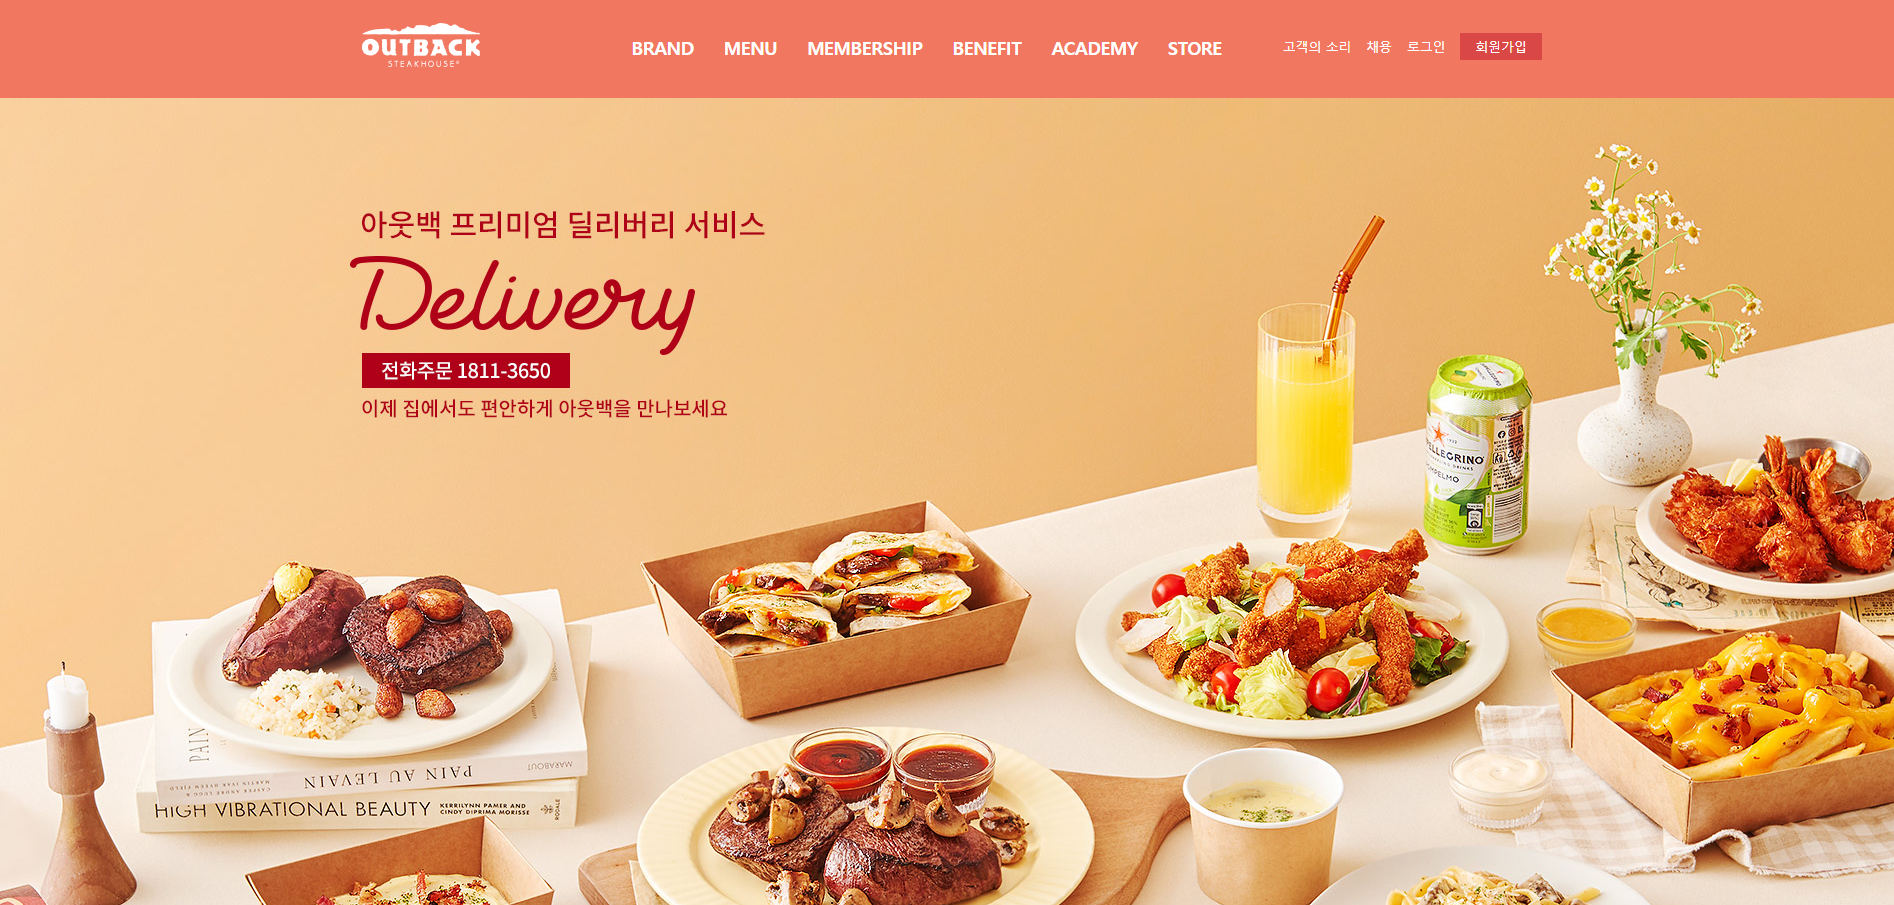 OUTBACK
STEAKHOUSE®
BRAND MENU MEMBERSHIP BENEFIT ACADEMY STORE
고객의 소리 채용 로그인 회원가입
아웃백 프리미엄 딜리버리 서비스
Delivery
전화주문 1811-3650
이제 집에서도 편안하게 아웃백을 만나보세요
PELLEGRINO
POMPELMO
PAIN
MARABOUT
PAIN AU LEVAIN
HIGH VIBRATIONAL BEAUTY
KERRILYNN PAMER AND
CINDY DIPRIMA MORISSE
RODALE